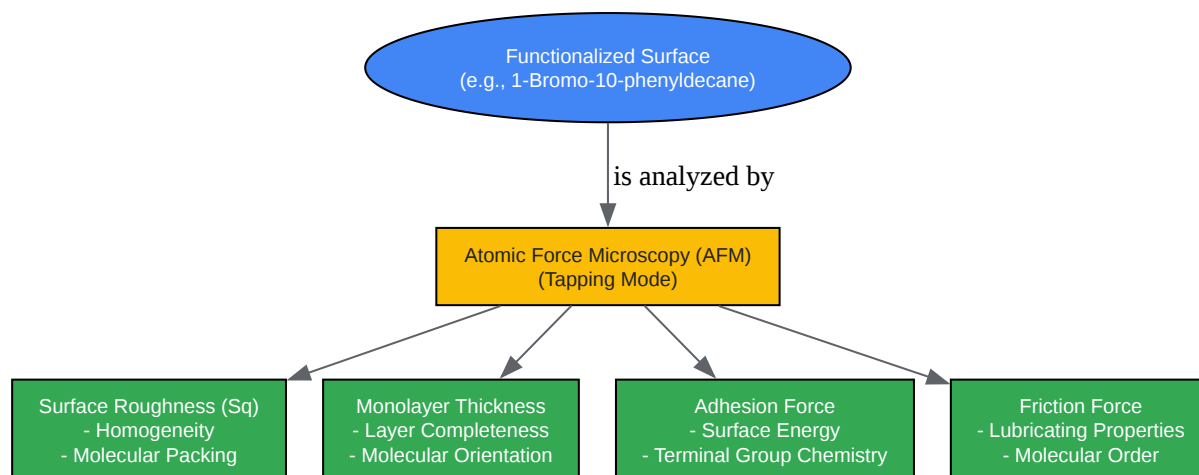 Functionalized Surface
(e.g., 1-Bromo-10-phenyldecane)
is analyzed by
Atomic Force Microscopy (AFM)
(Tapping Mode)
Surface Roughness (Sq)
- Homogeneity
- Molecular Packing
Monolayer Thickness
- Layer Completeness
- Molecular Orientation
Adhesion Force
- Surface Energy
- Terminal Group Chemistry
Friction Force
- Lubricating Properties
- Molecular Order